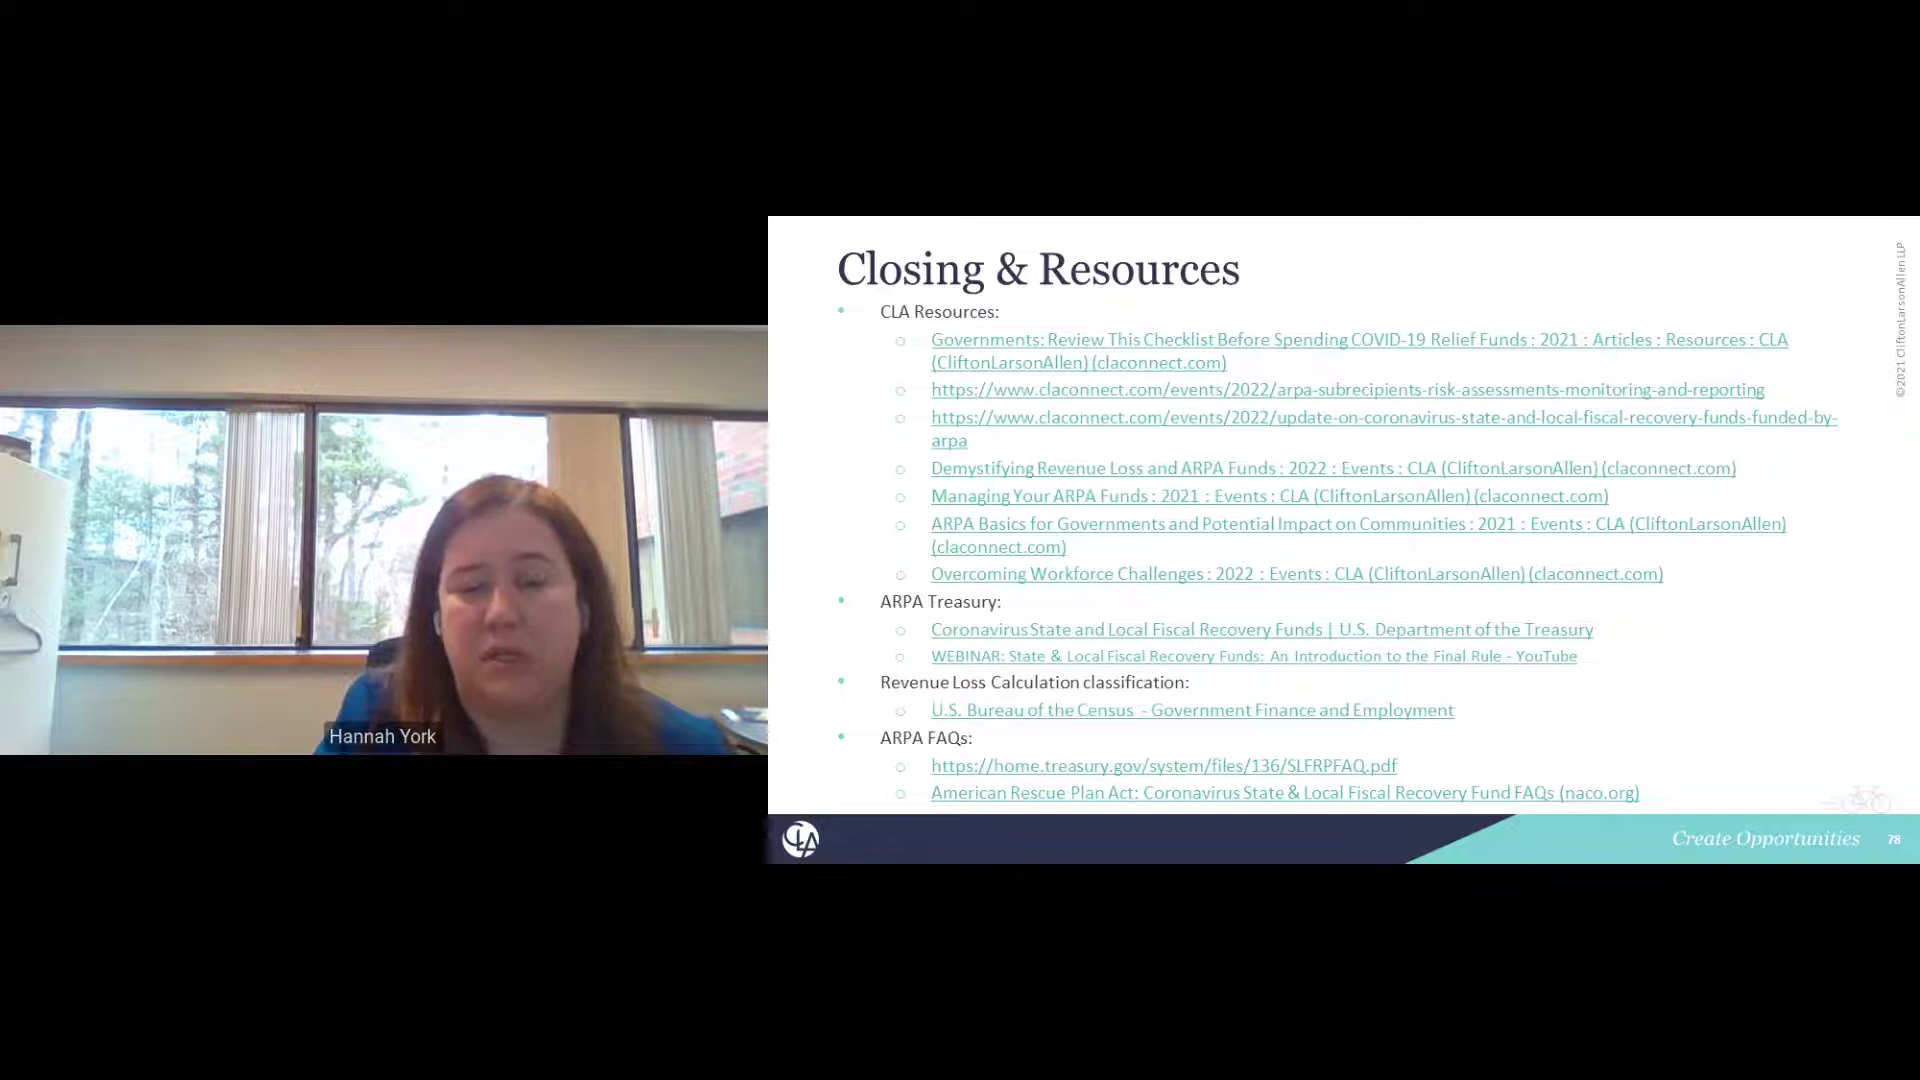 Closing & Resources
©2021 CliftonLarsonAllen LLP
• CLA Resources:
○ Governments: Review This Checklist Before Spending COVID-19 Relief Funds : 2021 : Articles : Resources : CLA
(CliftonLarsonAllen) (claconnect.com)
○ https://www.claconnect.com/events/2022/arpa-subrecipients-risk-assessments-monitoring-and-reporting
○ https://www.claconnect.com/events/2022/update-on-coronavirus-state-and-local-fiscal-recovery-funds-funded-by-
arpa
○ Demystifying Revenue Loss and ARPA Funds : 2022 : Events : CLA (CliftonLarsonAllen) (claconnect.com)
○ Managing Your ARPA Funds : 2021 : Events : CLA (CliftonLarsonAllen) (claconnect.com)
○ ARPA Basics for Governments and Potential Impact on Communities : 2021 : Events : CLA (CliftonLarsonAllen)
(claconnect.com)
○ Overcoming Workforce Challenges : 2022 : Events : CLA (CliftonLarsonAllen) (claconnect.com)
• ARPA Treasury:
○ Coronavirus State and Local Fiscal Recovery Funds | U.S. Department of the Treasury
○ WEBINAR: State & Local Fiscal Recovery Funds: An Introduction to the Final Rule - YouTube
• Revenue Loss Calculation classification:
○ U.S. Bureau of the Census - Government Finance and Employment
• ARPA FAQs:
○ https://home.treasury.gov/system/files/136/SLFRPFAQ.pdf
○ American Rescue Plan Act: Coronavirus State & Local Fiscal Recovery Fund FAQs (naco.org)
Hannah York
CLA
Create Opportunities
78